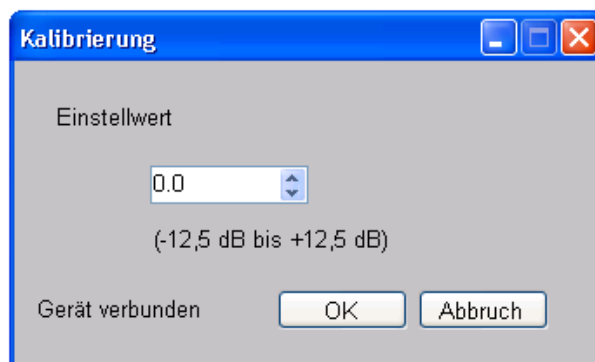 Kalibrierung
Einstellwert
0.0
(-12,5 dB bis +12,5 dB)
Gerät verbunden OK Abbruch